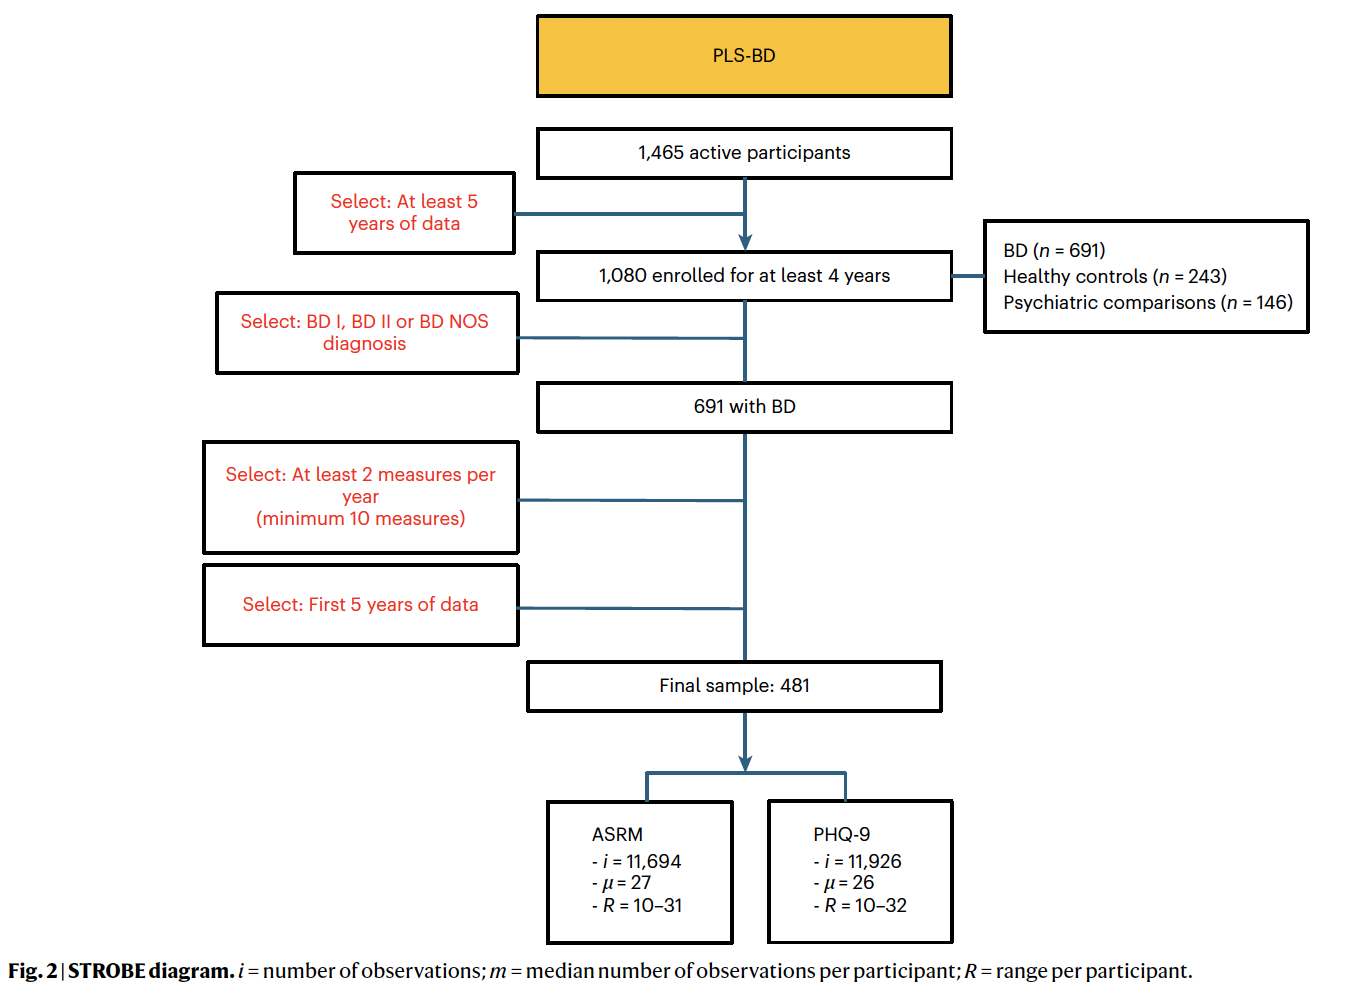 PLS-BD
1,465 active participants
Select: At least 5
years of data
1,080 enrolled for at least 4 years
BD (n = 691)
Healthy controls (n = 243)
Psychiatric comparisons (n = 146)
Select: BD I, BD II or BD NOS
diagnosis
691 with BD
Select: At least 2 measures per
year
(minimum 10 measures)
Select: First 5 years of data
Final sample: 481
ASRM
- i = 11,694
- μ = 27
- R = 10–31
PHQ-9
- i = 11,926
- μ = 26
- R = 10–32
Fig. 2 | STROBE diagram. i = number of observations; m = median number of observations per participant; R = range per participant.